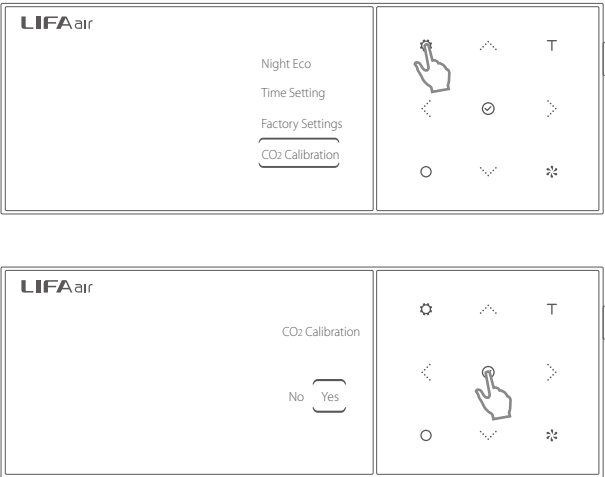 LIFAair
Night Eco
Time Setting
Factory Settings
CO2 Calibration
T
LIFAair
CO2 Calibration
No Yes
T